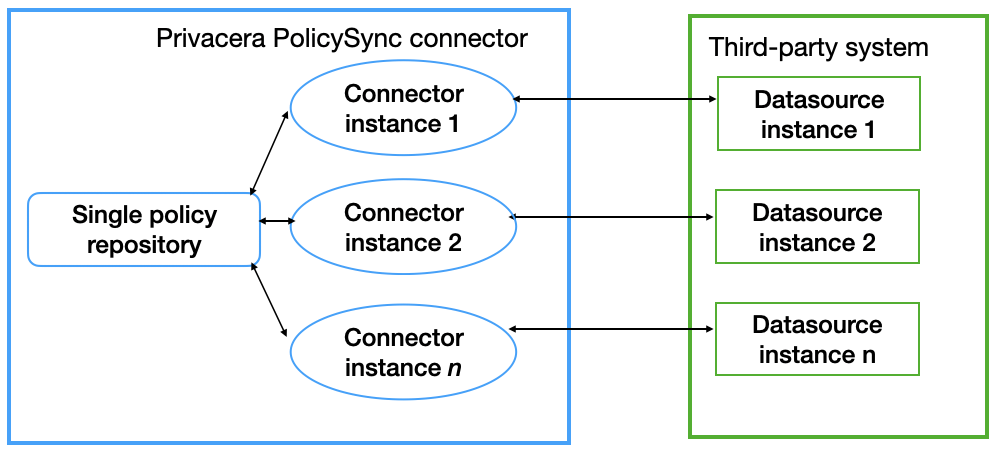 Privacera PolicySync connector
Third-party system
Connector
instance 1
Datasource
instance 1
Single policy
repository
Connector
instance 2
Datasource
instance 2
Connector
instance n
Datasource
instance n